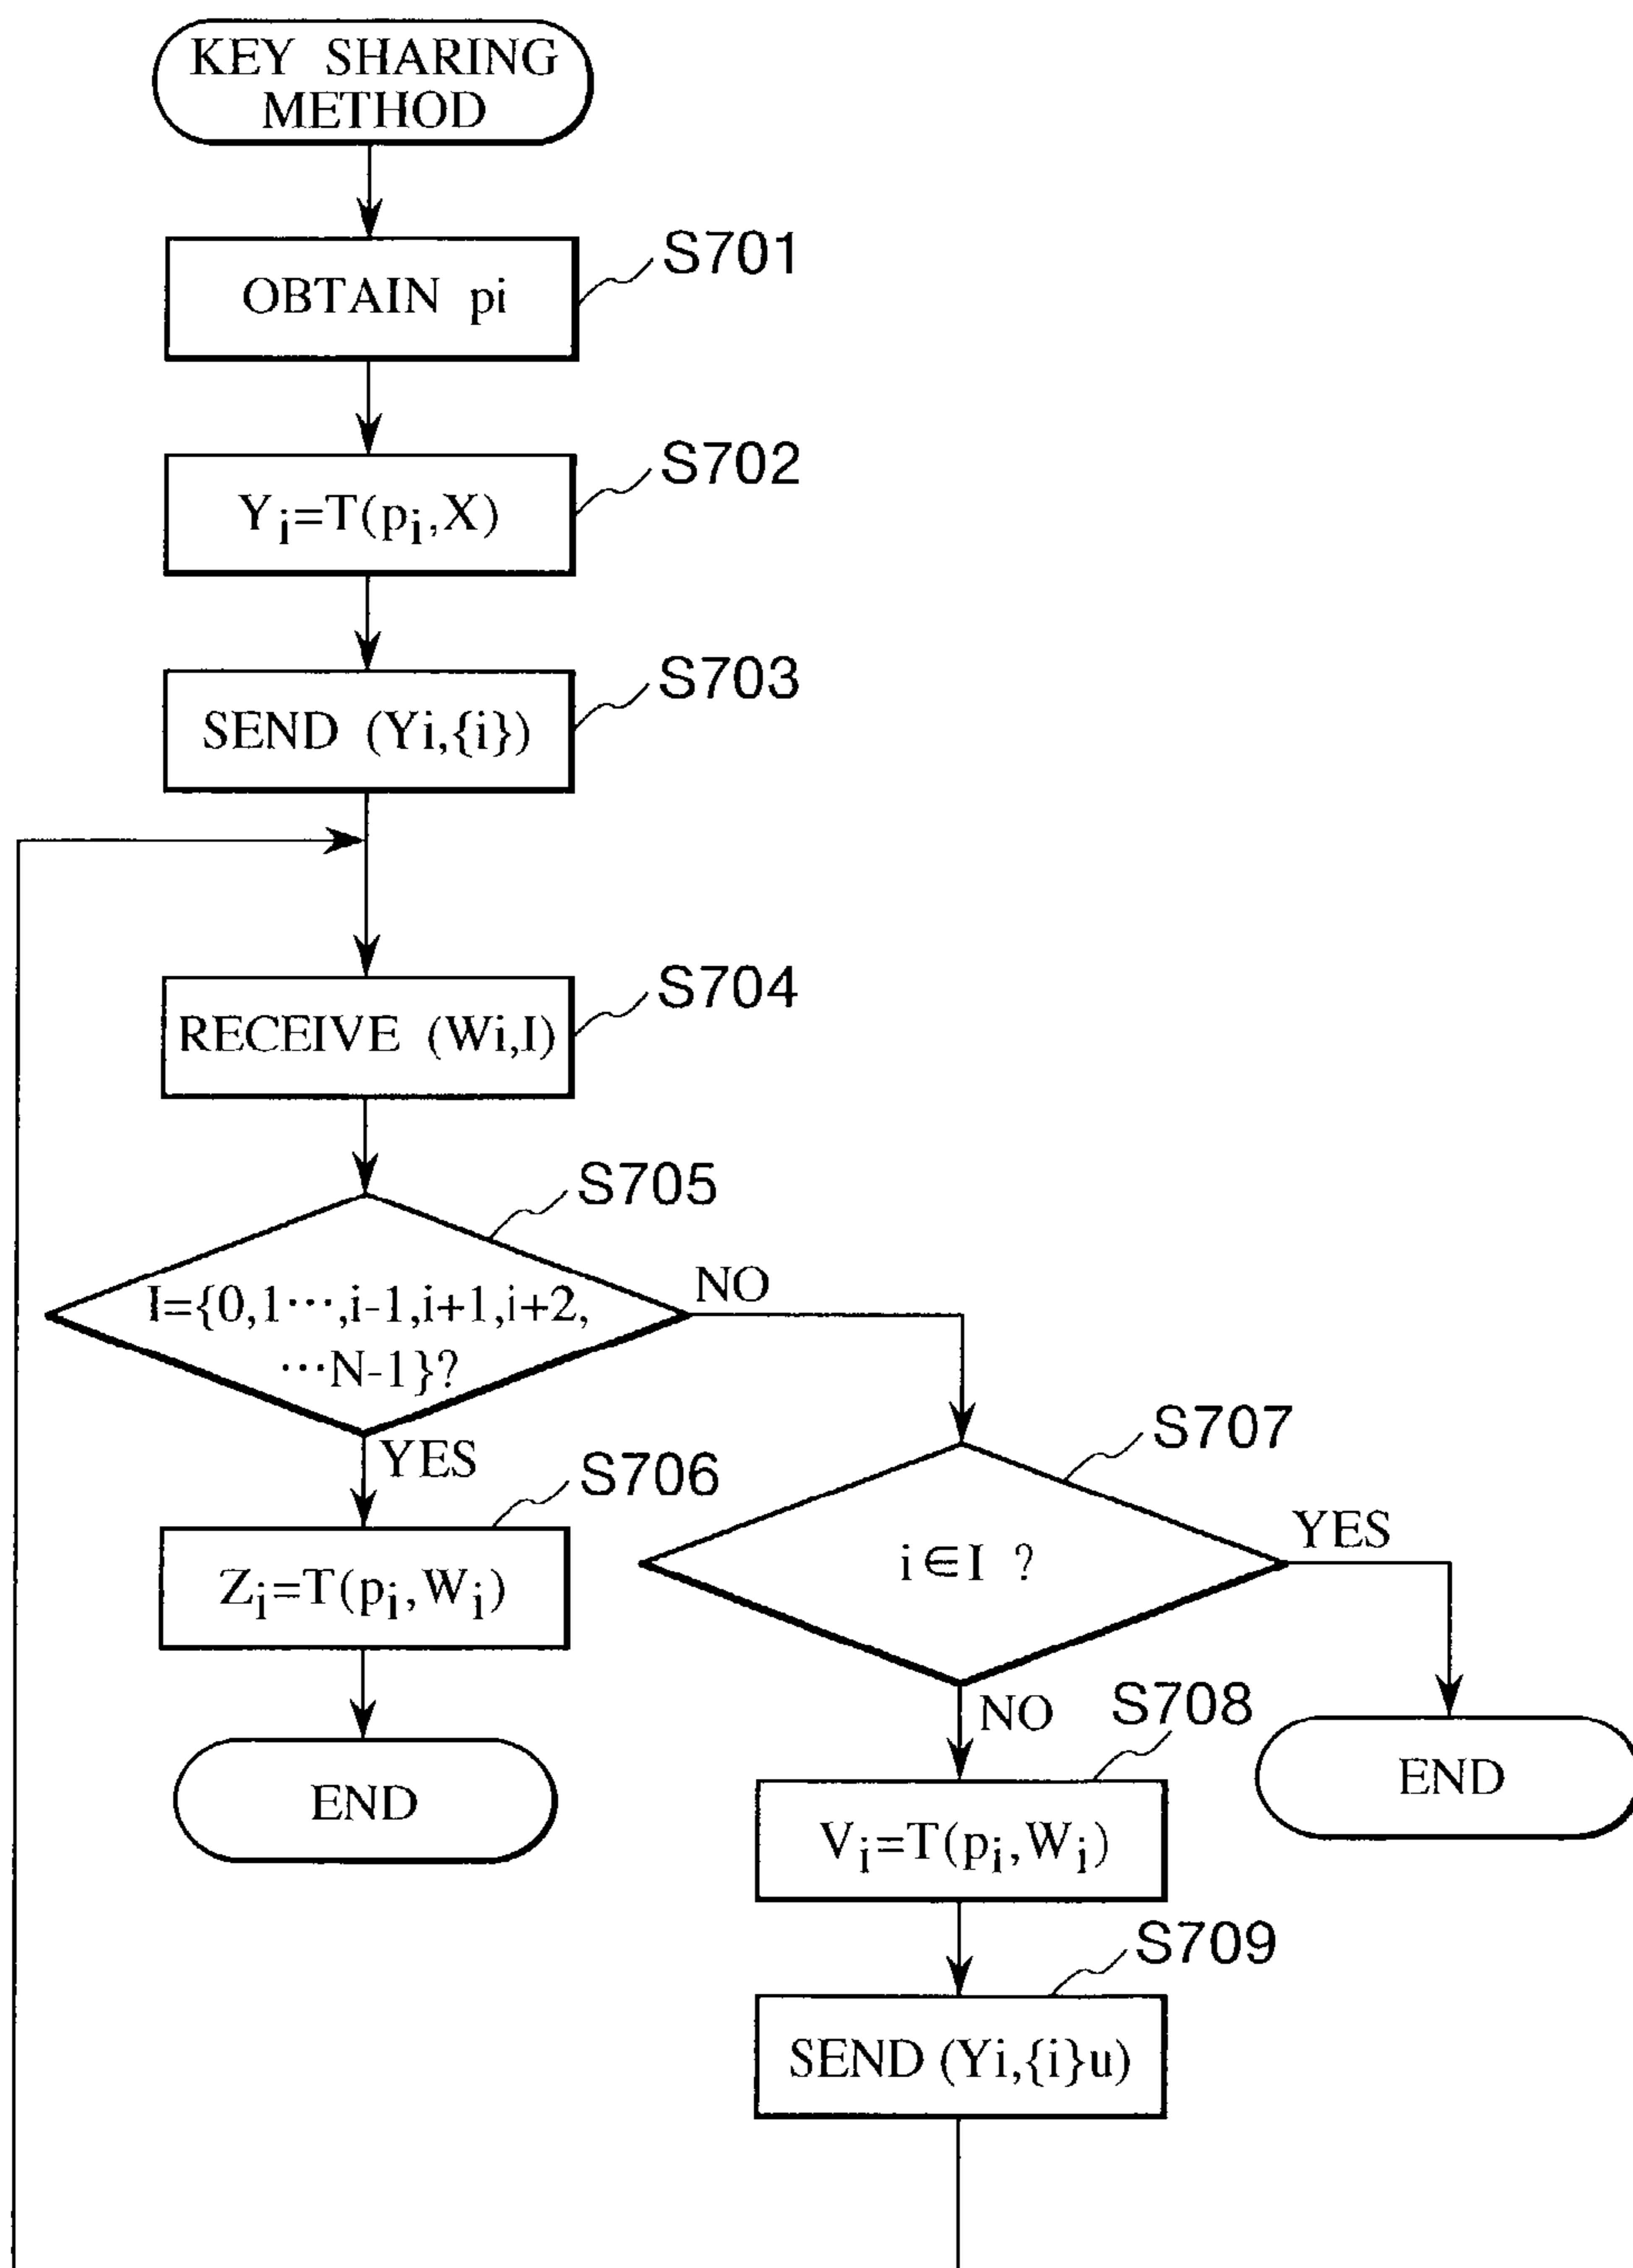 KEY SHARING
METHOD
S701
OBTAIN pi
S702
Yi=T(pi,X)
S703
SEND (Yi,{i})
S704
RECEIVE (Wi,I)
S705
I={0,1···,i-1,i+1,i+2,
···N-1}?
NO
YES
S706
Zi=T(pi,Wi)
END
S707
i∈I ?
YES
END
NO
S708
Vi=T(pi,Wi)
S709
SEND (Yi,{i}u)